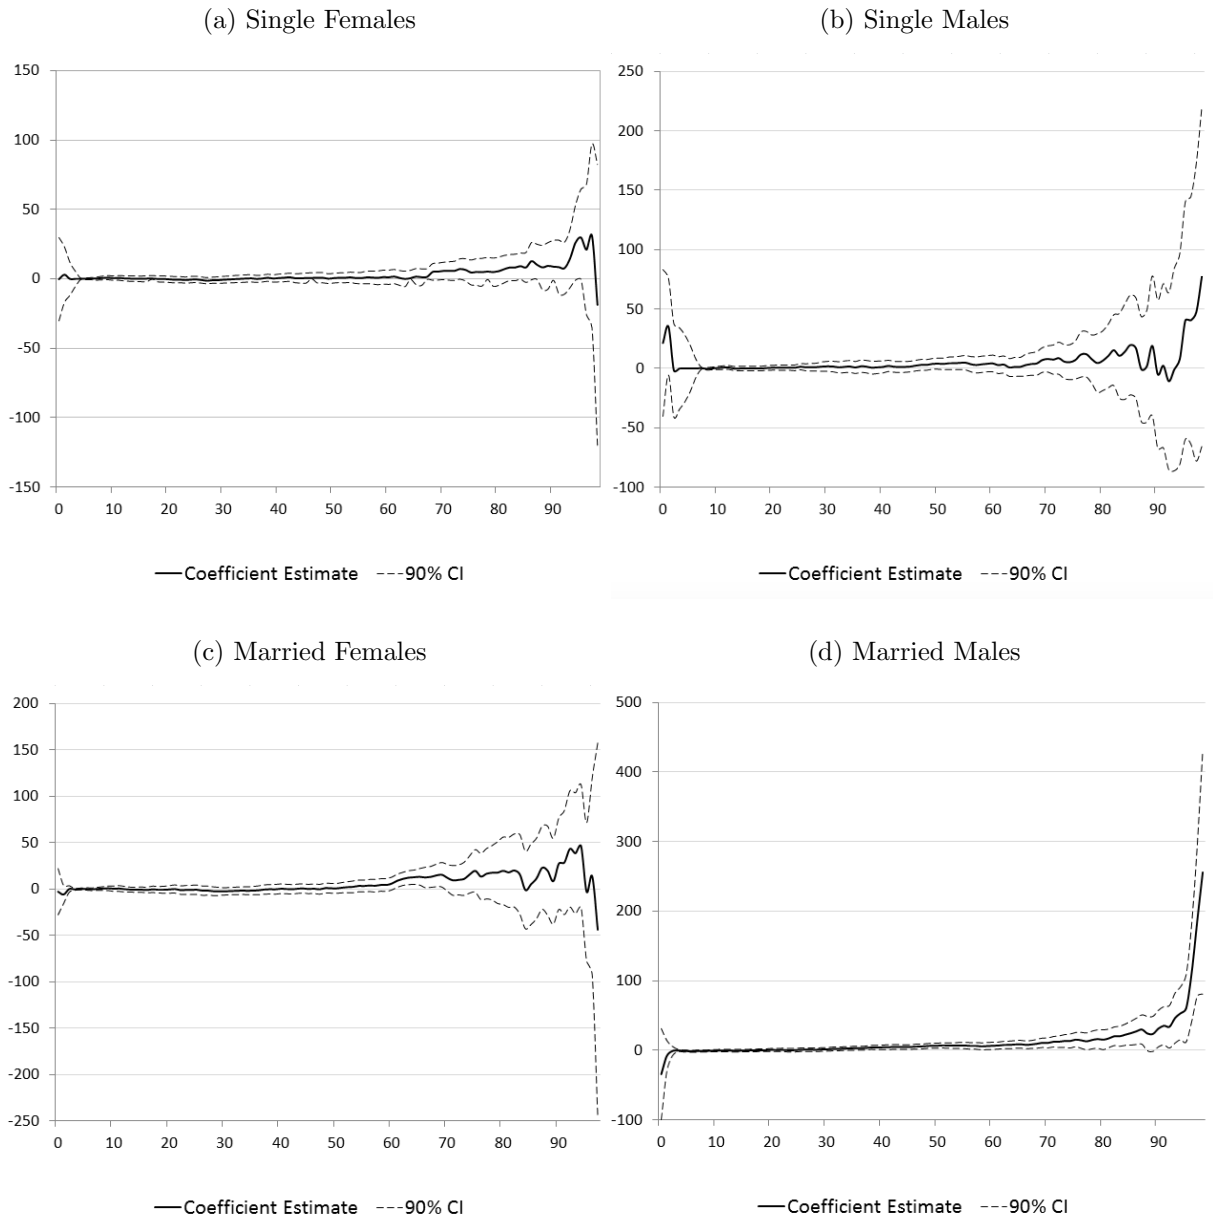 (a) Single Females
150
100
50
0
-50
-100
-150
0 10 20 30 40 50 60 70 80 90
Coefficient Estimate 90% CI
(b) Single Males
250
200
150
100
50
0
-50
-100
0 10 20 30 40 50 60 70 80 90
Coefficient Estimate 90% CI
(c) Married Females
200
150
100
50
0
-50
-100
-150
-200
-250
0 10 20 30 40 50 60 70 80 90
Coefficient Estimate 90% CI
(d) Married Males
500
400
300
200
100
0
-100
0 10 20 30 40 50 60 70 80 90
Coefficient Estimate 90% CI